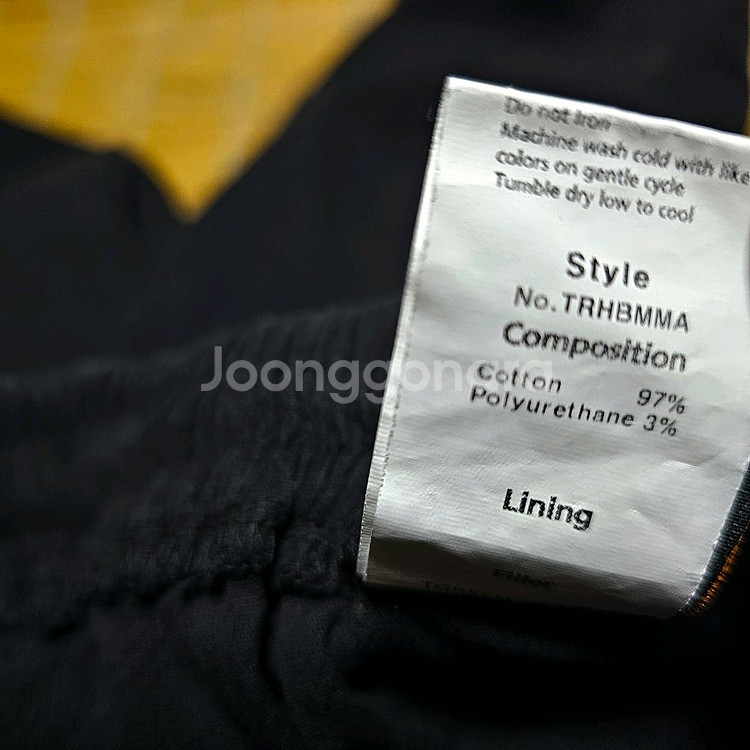 Do not Iron
Machine wash cold with like
colors on gentle cycle
Tumble dry low to cool
Style
No.TRHBMMA
Composition
Joonggonara
Cotton 97%
Polyurethane 3%
Lining
Filler